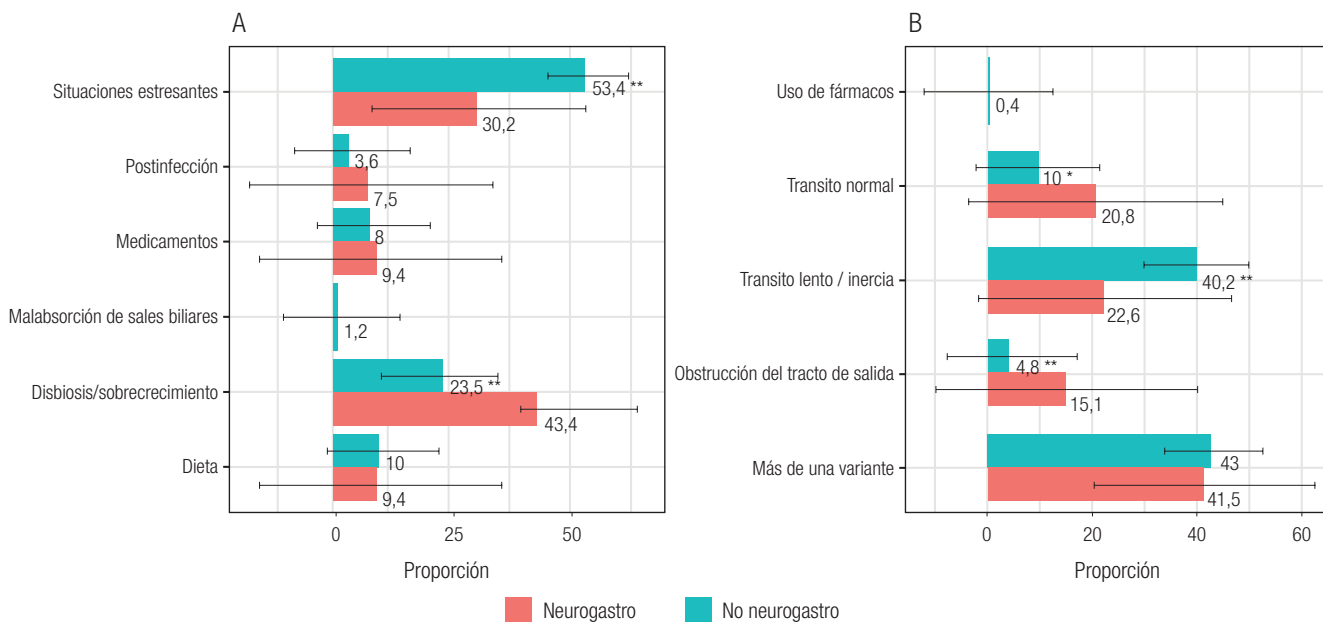 A
Situaciones estresantes
53,4 **
30,2
Postinfección
3,6
7,5
Medicamentos
8
9,4
Malabsorción de sales biliares
1,2
Disbiosis/sobrecrecimiento
23,5 **
43,4
Dieta
10
9,4
0 25 50
Proporción
B
Uso de fármacos
0,4
Transito normal
10 *
20,8
Transito lento / inercia
40,2 **
22,6
Obstrucción del tracto de salida
4,8 **
15,1
Más de una variante
43
41,5
0 20 40 60
Proporción
Neurogastro No neurogastro